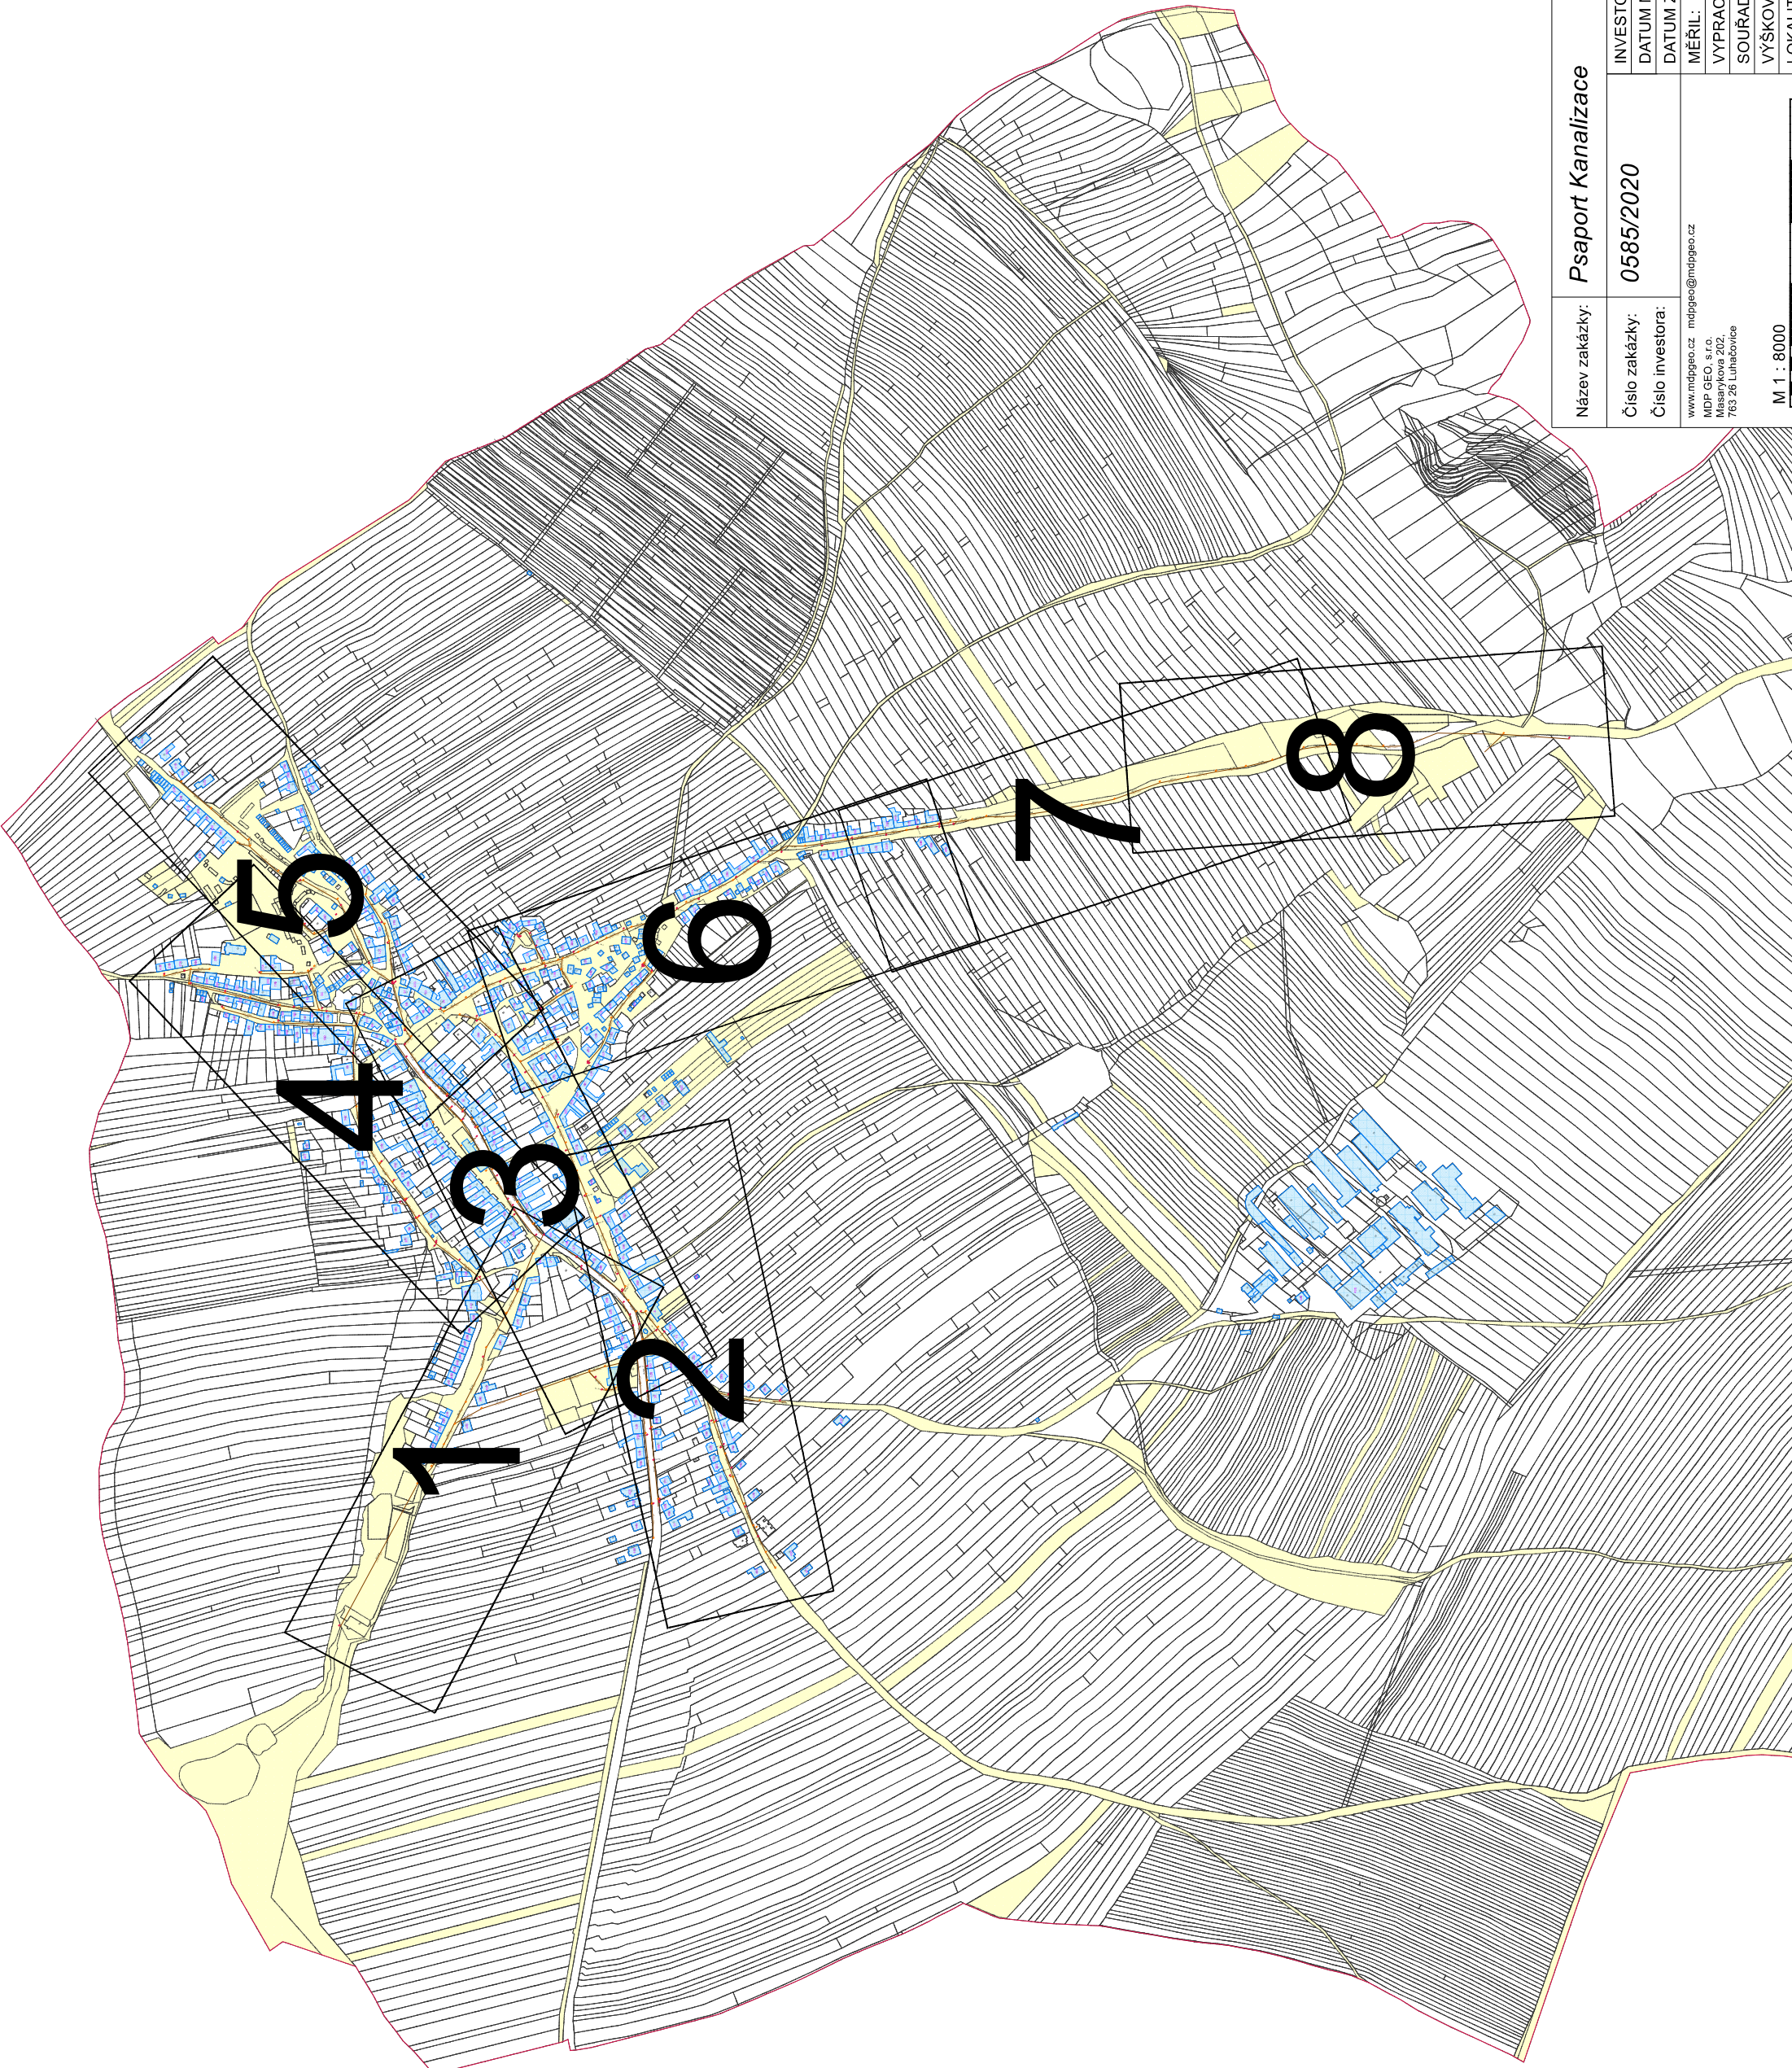 5
4
3
6
7
8
1
2
Název zakázky: Psaport Kanalizace
Číslo zakázky: 0585/2020
Číslo investora:
www.mdpgeo.cz mdpgeo@mdpgeo.cz
MDP GEO, s.r.o.
Masarykova 202,
763 26 Luhačovice
M 1 : 8000
DATUM
MĚŘIL: